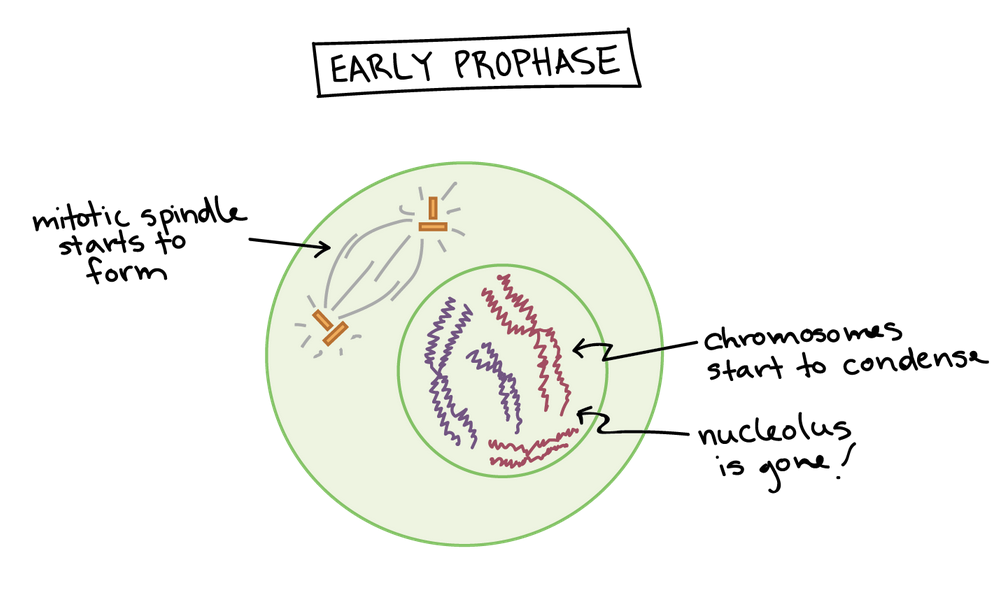 EARLY PROPHASE
mitotic spindle
starts to
form
chromosomes
start to condense
nucleolus
is gone!